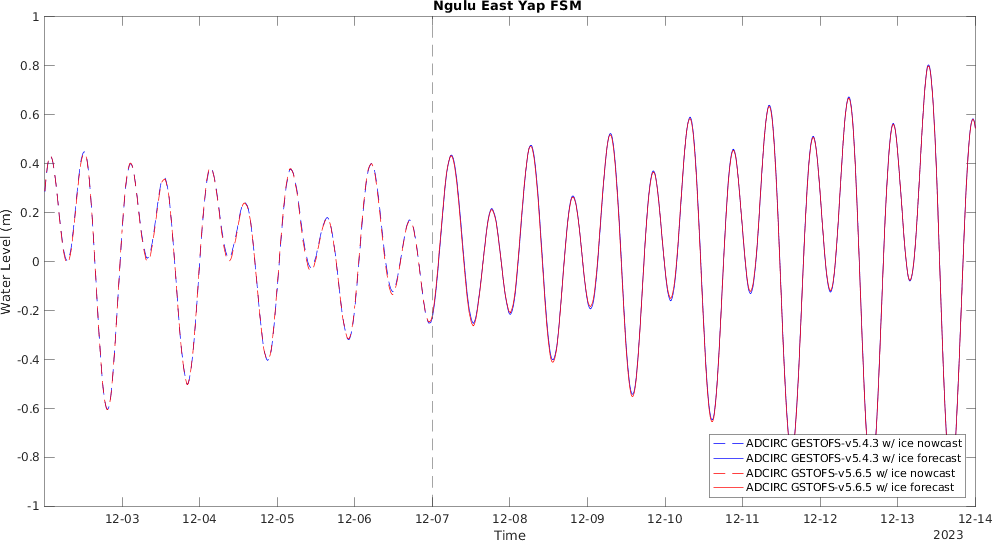 Ngulu East Yap FSM
1
0.8
0.6
0.4
0.2
0
-0.2
-0.4
-0.6
-0.8
-1
Water Level (m)
ADCIRC GESTOFS-v5.4.3 w/ ice nowcast
ADCIRC GESTOFS-v5.4.3 w/ ice forecast
ADCIRC GSTOFS-v5.6.5 w/ ice nowcast
ADCIRC GSTOFS-v5.6.5 w/ ice forecast
12-03 12-04 12-05 12-06 12-07 12-08 12-09 12-10 12-11 12-12 12-13 12-14
Time
2023